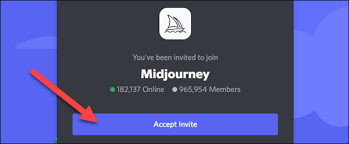 You've been invited to join
Midjourney
182,137 Online 965,954 Members
Accept Invite